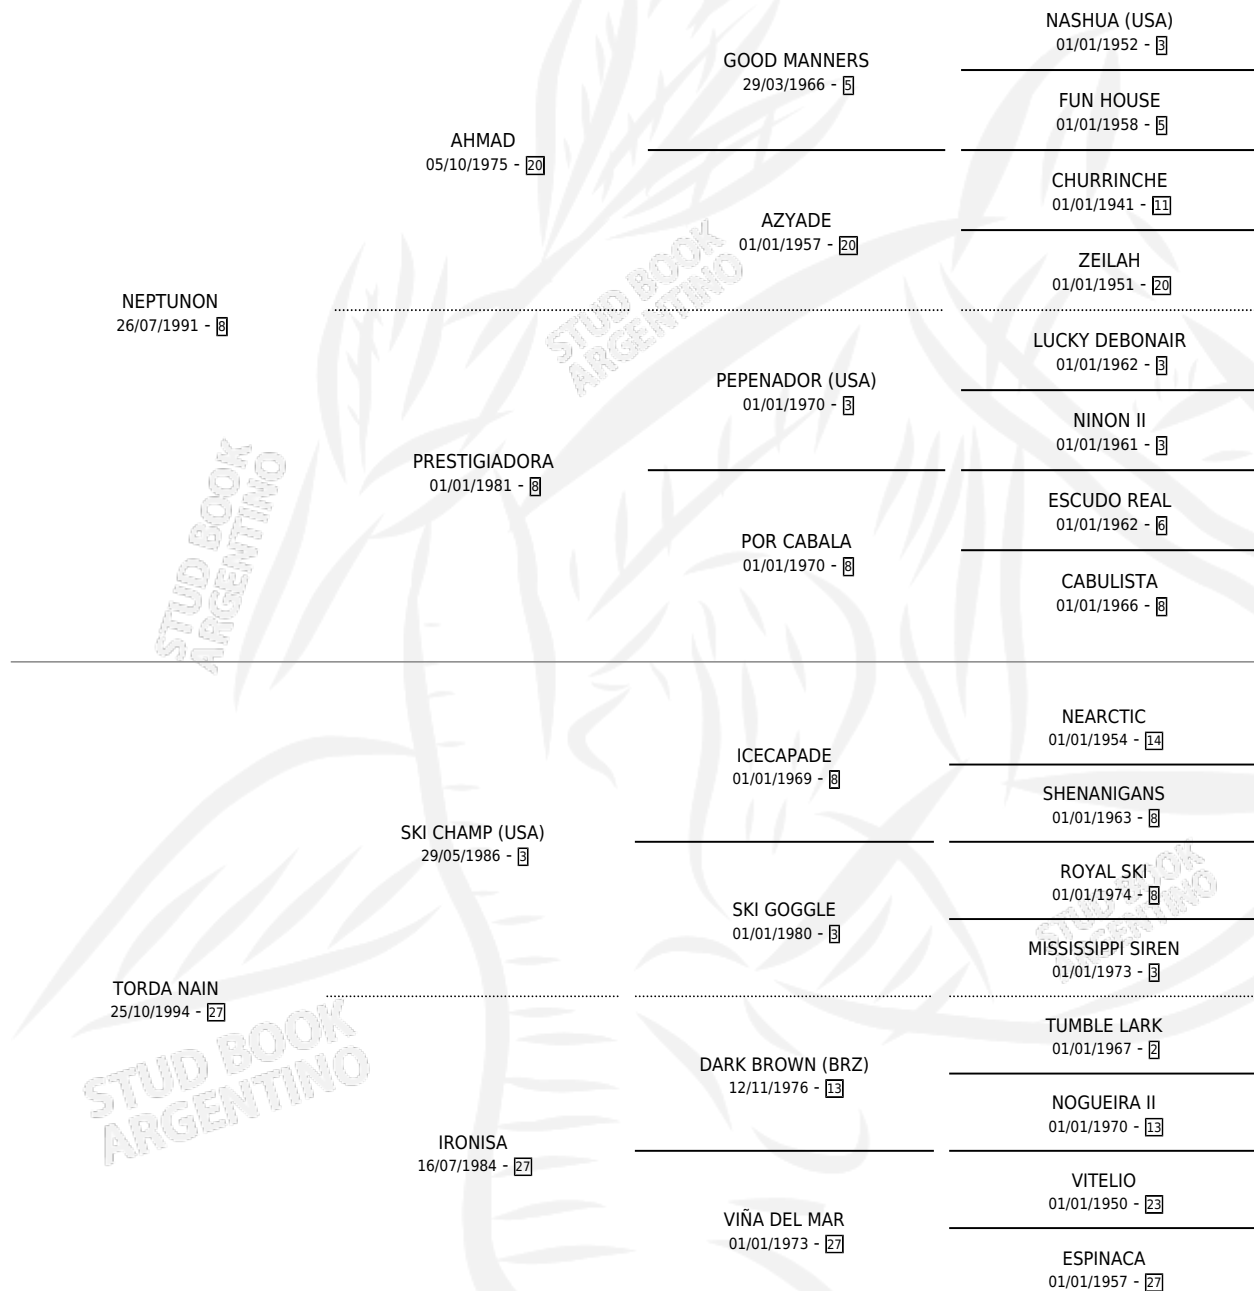 NASHUA (USA)
01/01/1952 - 3
GOOD MANNERS
29/03/1966 - 5
FUN HOUSE
01/01/1958 - 5
AHMAD
05/10/1975 - 20
CHURRINCHE
01/01/1941 - 11
AZYADE
01/01/1957 - 20
ZEILAH
01/01/1951 - 20
NEPTUNON
26/07/1991 - 8
LUCKY DEBONAIR
01/01/1962 - 3
PEPENADOR (USA)
01/01/1970 - 3
NINON II
01/01/1961 - 3
PRESTIGIADORA
01/01/1981 - 8
ESCUDO REAL
01/01/1962 - 6
POR CABALA
01/01/1970 - 8
CABULISTA
01/01/1966 - 8
NEARCTIC
01/01/1954 - 14
ICECAPADE
01/01/1969 - 8
SHENANIGANS
01/01/1963 - 8
SKI CHAMP (USA)
29/05/1986 - 3
ROYAL SKI
01/01/1974 - 8
SKI GOGGLE
01/01/1980 - 3
MISSISSIPPI SIREN
01/01/1973 - 3
TORDA NAIN
25/10/1994 - 27
TUMBLE LARK
01/01/1967 - 2
DARK BROWN (BRZ)
12/11/1976 - 13
NOGUEIRA II
01/01/1970 - 13
IRONISA
16/07/1984 - 27
VITELIO
01/01/1950 - 23
VIÑA DEL MAR
01/01/1973 - 27
ESPINACA
01/01/1957 - 27
STUD BOOK
ARGENTINO
STUD BOOK
ARGENTINO
STUD BOOK
ARGENTINO
STUD BOOK
ARGENTINO